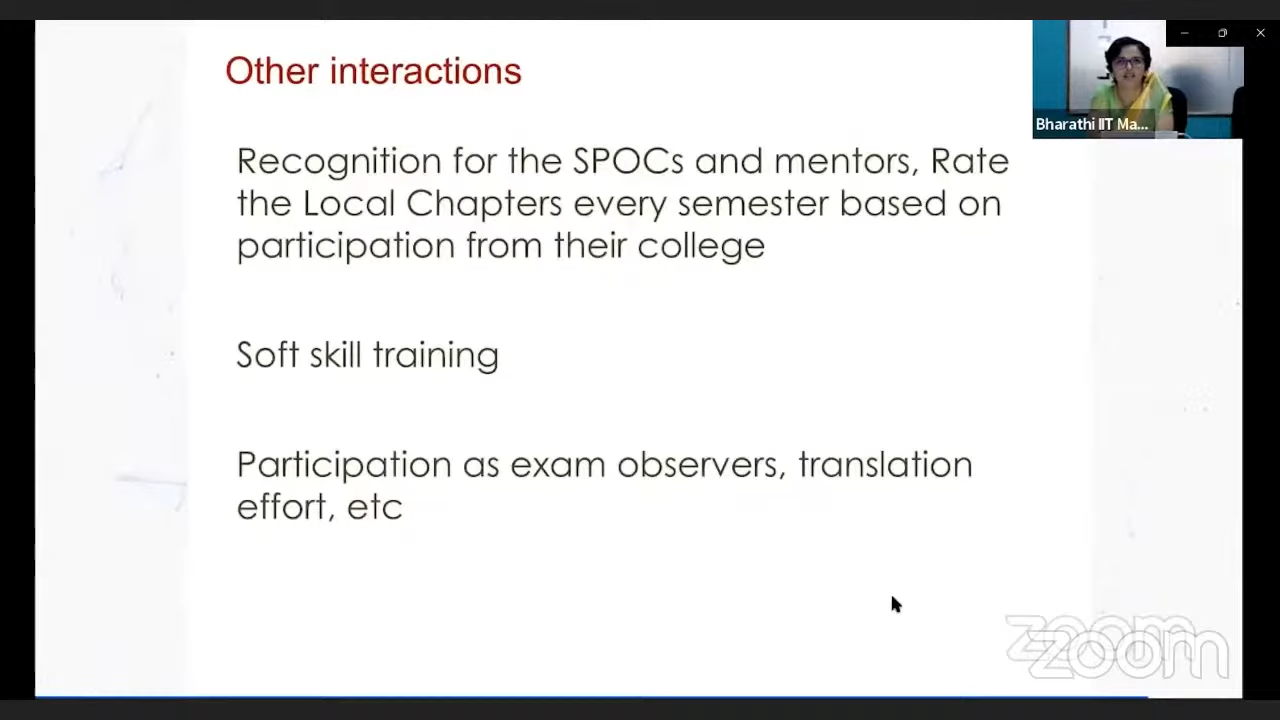 Other interactions
Bharathi IIT Ma...
Recognition for the SPOCs and mentors, Rate
the Local Chapters every semester based on
participation from their college
Soft skill training
Participation as exam observers, translation
effort, etc
zoom
zoom